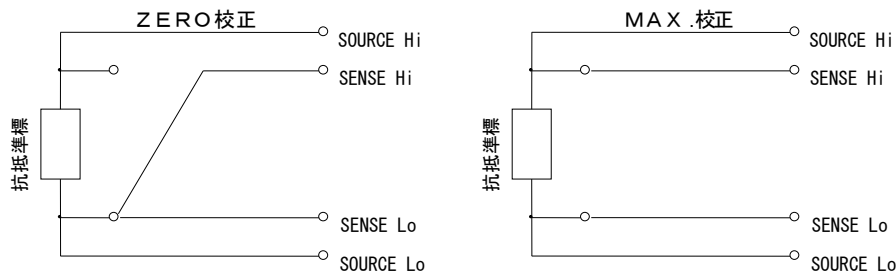 ZERO校正
SOURCE Hi
SENSE Hi
抗抵準標
SENSE Lo
SOURCE Lo
MAX.校正
SOURCE Hi
SENSE Hi
抗抵準標
SENSE Lo
SOURCE Lo